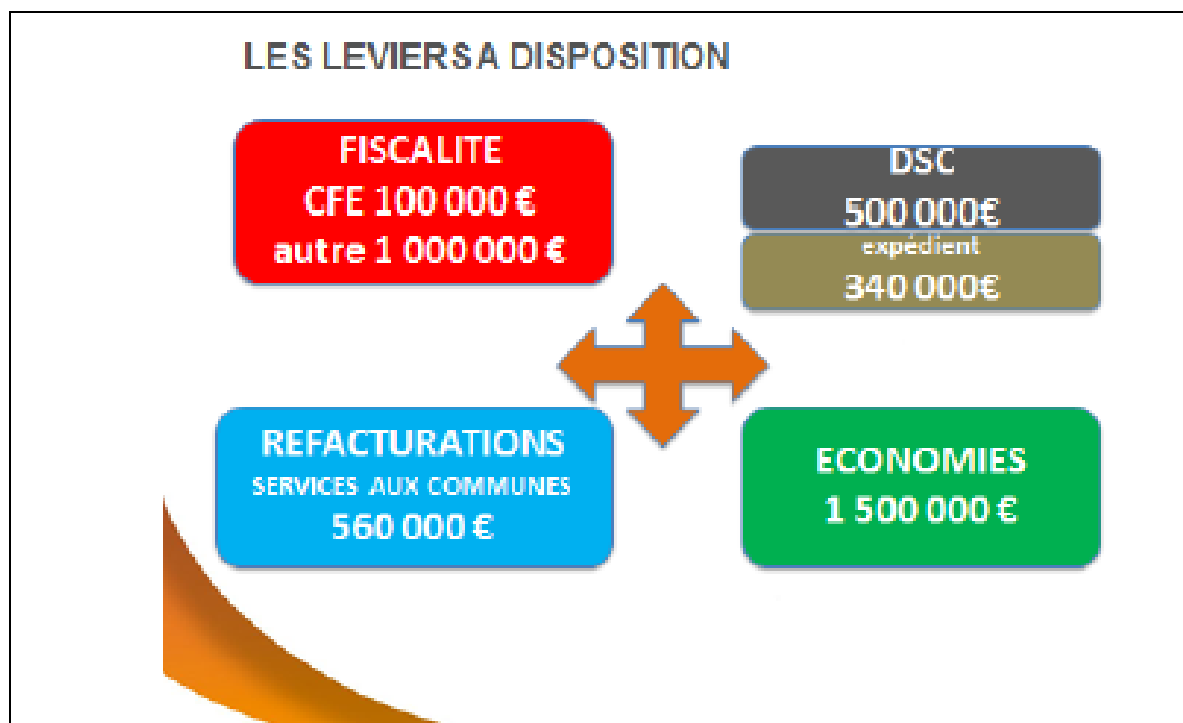 LES LEVIERS A DISPOSITION
FISCALITE
CFE 100 000 €
autre 1 000 000 €
DSC
500 000€
expédient
340 000€
REFACTURATIONS
SERVICES AUX COMMUNES
560 000 €
ECONOMIES
1 500 000 €